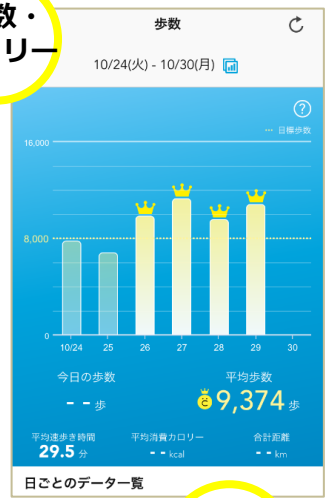 数・
リー
歩数
10/24(火) - 10/30(月)
?
··· 目標歩数
16,000
8,000
0
10/24 25 26 27 28 29 30
今日の歩数 平均歩数
- - 歩 9,374 歩
平均速歩き時間 平均消費カロリー 合計距離
29.5 分 - - kcal - - km
日ごとのデータ一覧